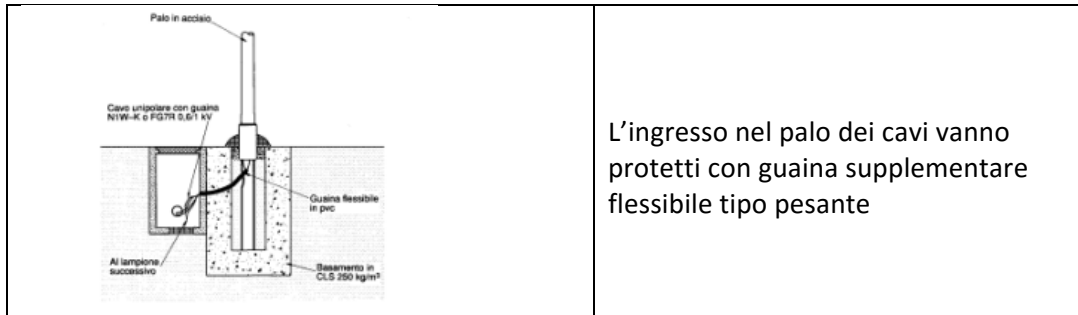 Palo in acciaio
Cavo unipolare con guaina
N1W–K o FG7R 0,6/1 kV
Guaina flessibile
in pvc
Al lampione
successivo
Basamento in
CLS 250 kg/m³
L’ingresso nel palo dei cavi vanno
protetti con guaina supplementare
flessibile tipo pesante